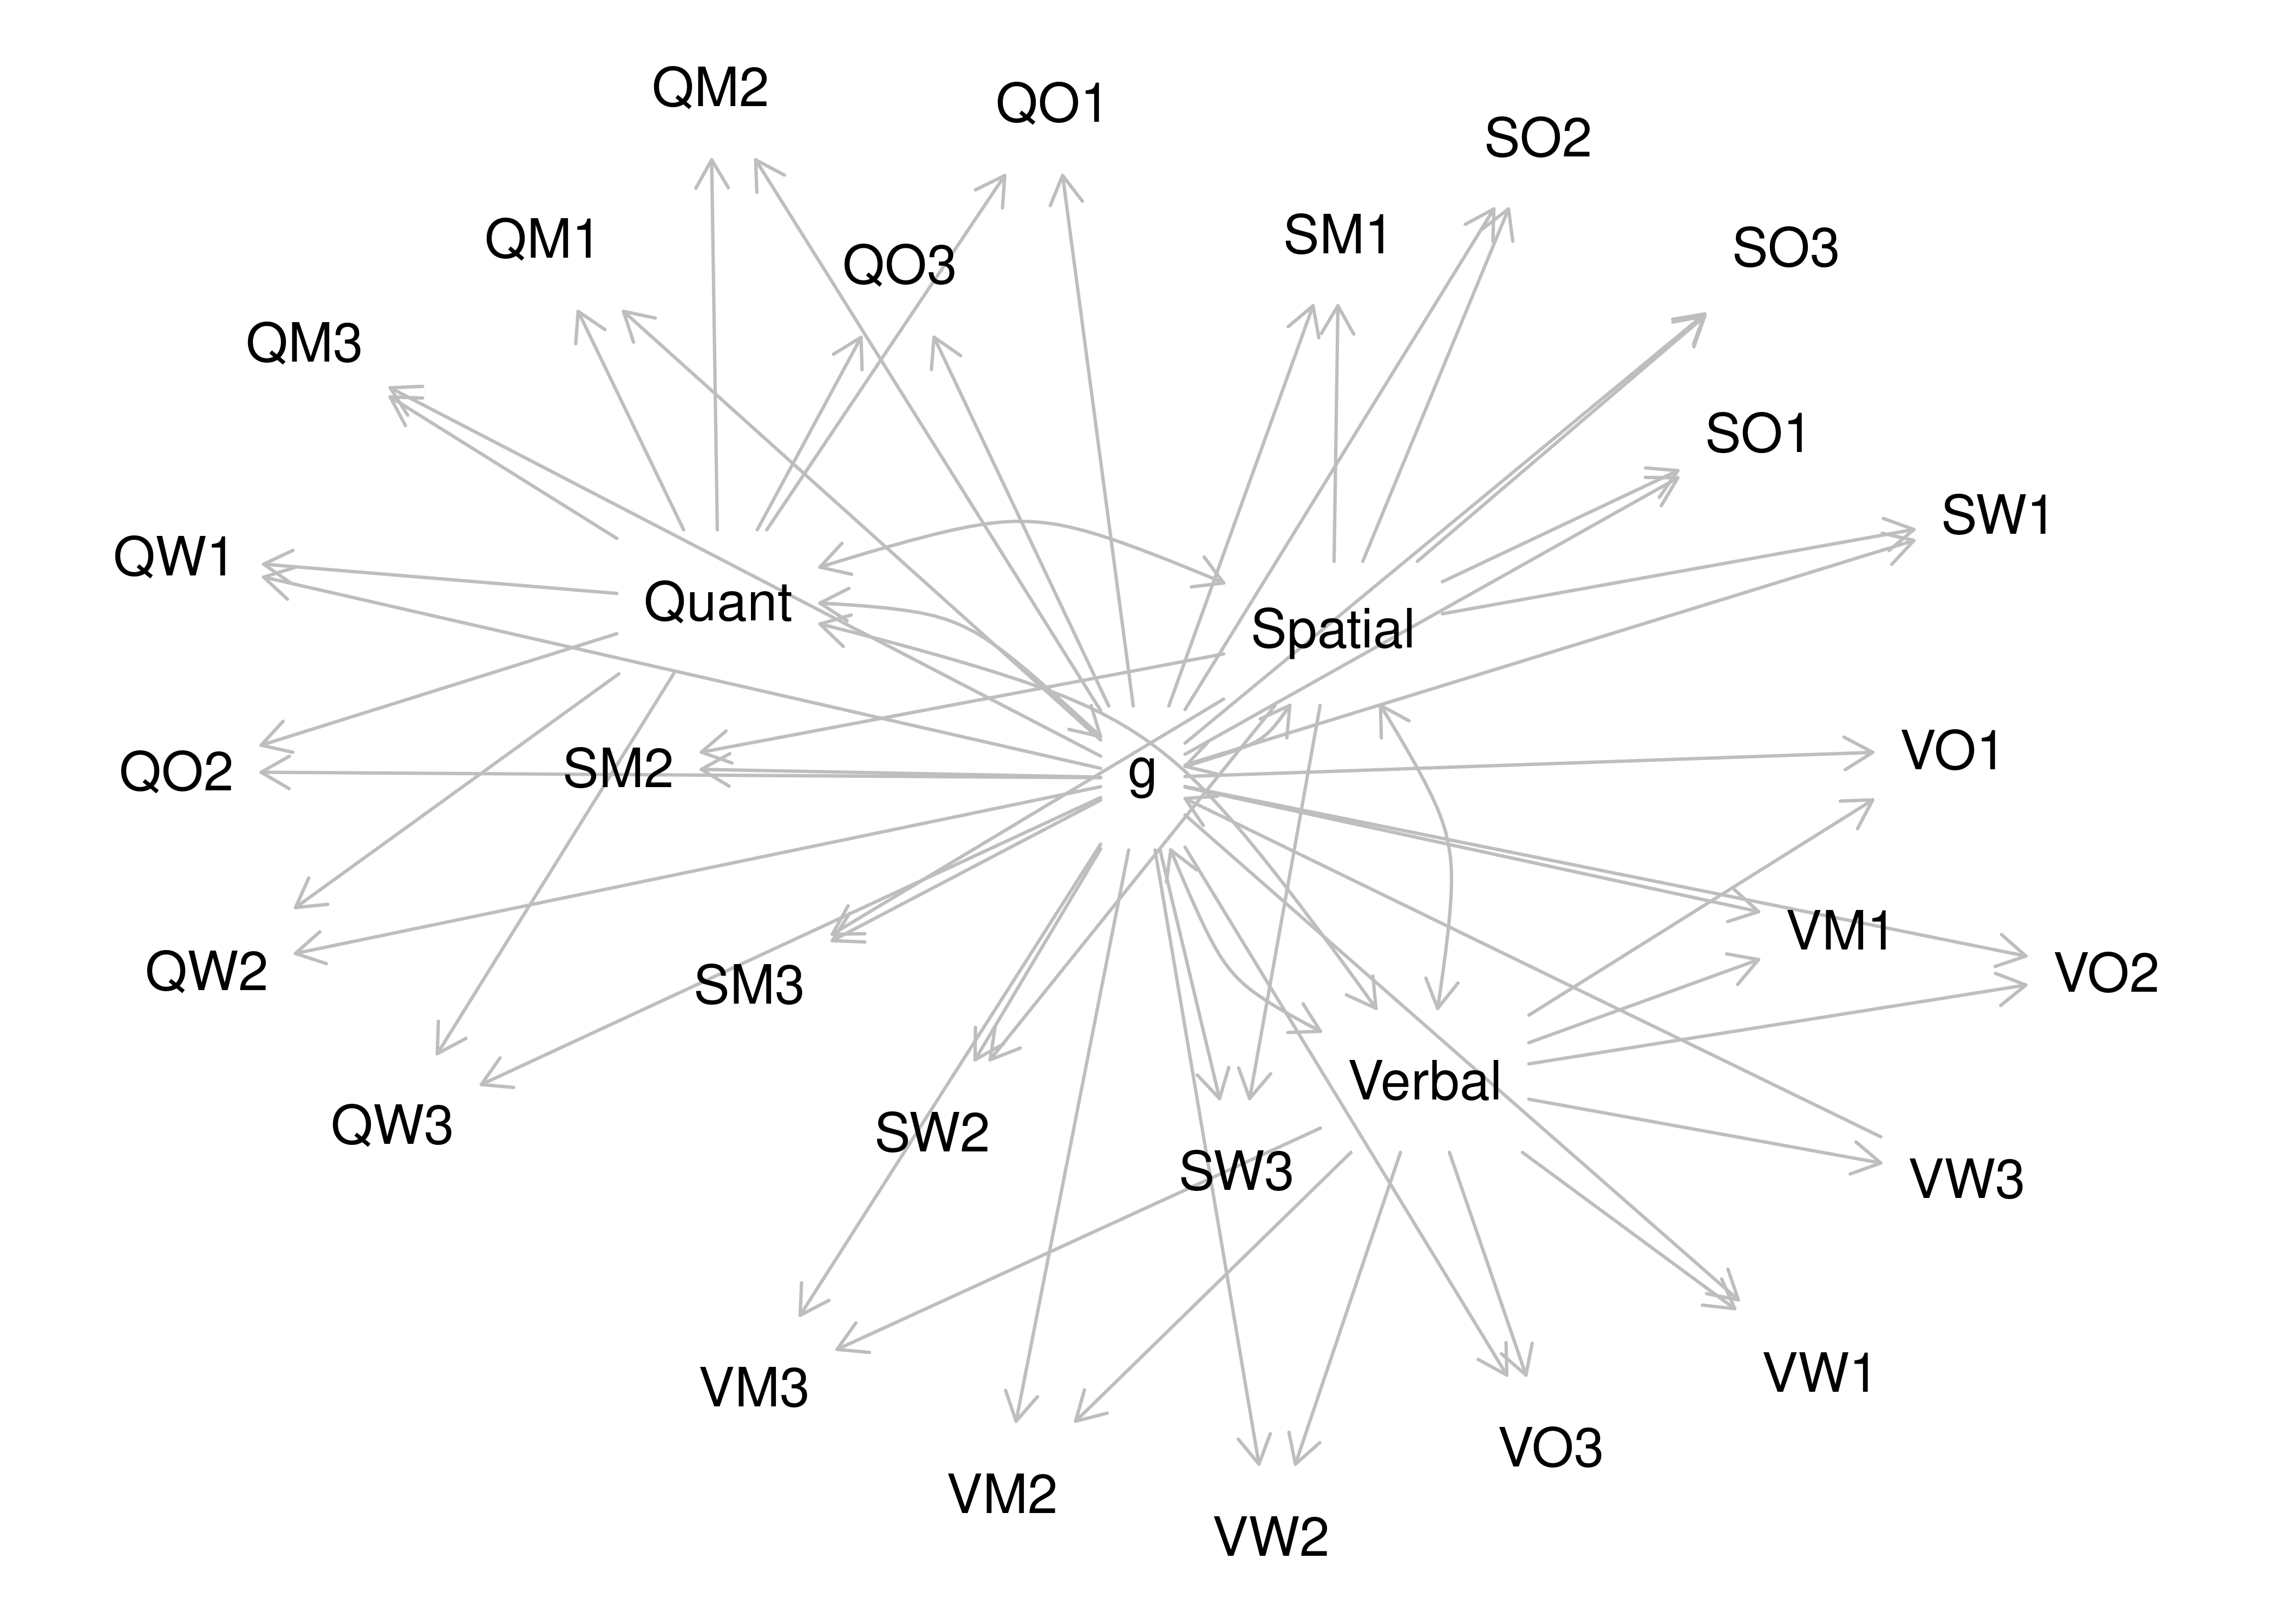 QM2
QO1
SO2
QM1
SM1
SO3
QO3
QM3
SO1
SW1
QW1
Quant
Spatial
VO1
QO2
SM2
g
VM1
QW2
VO2
SM3
Verbal
QW3
SW2
SW3
VW3
VM3
VW1
VO3
VM2
VW2